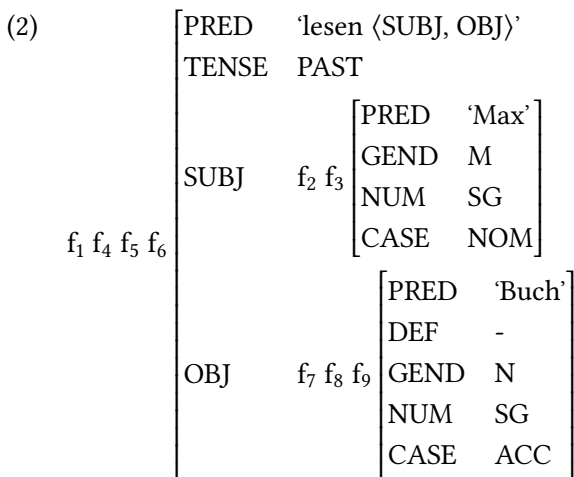 (2)
PRED ‘lesen ⟨SUBJ, OBJ⟩’
TENSE PAST
PRED ‘Max’
GEND M
SUBJ f₂ f₃
NUM SG
CASE NOM
f₁ f₄ f₅ f₆
PRED ‘Buch’
DEF -
OBJ f₇ f₈ f₉ GEND N
NUM SG
CASE ACC